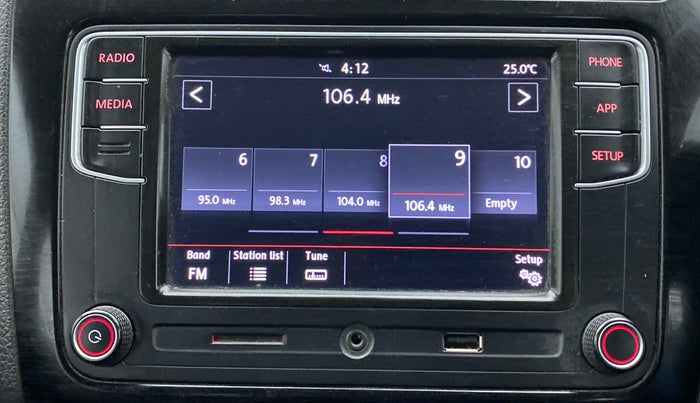 RADIO
MEDIA
4:12 25.0°C
106.4 MHz
6 7 8 9 10
95.0 MHz 98.3 MHz 104.0 MHz 106.4 MHz Empty
Band Station list Tune Setup
FM
PHONE
APP
SETUP